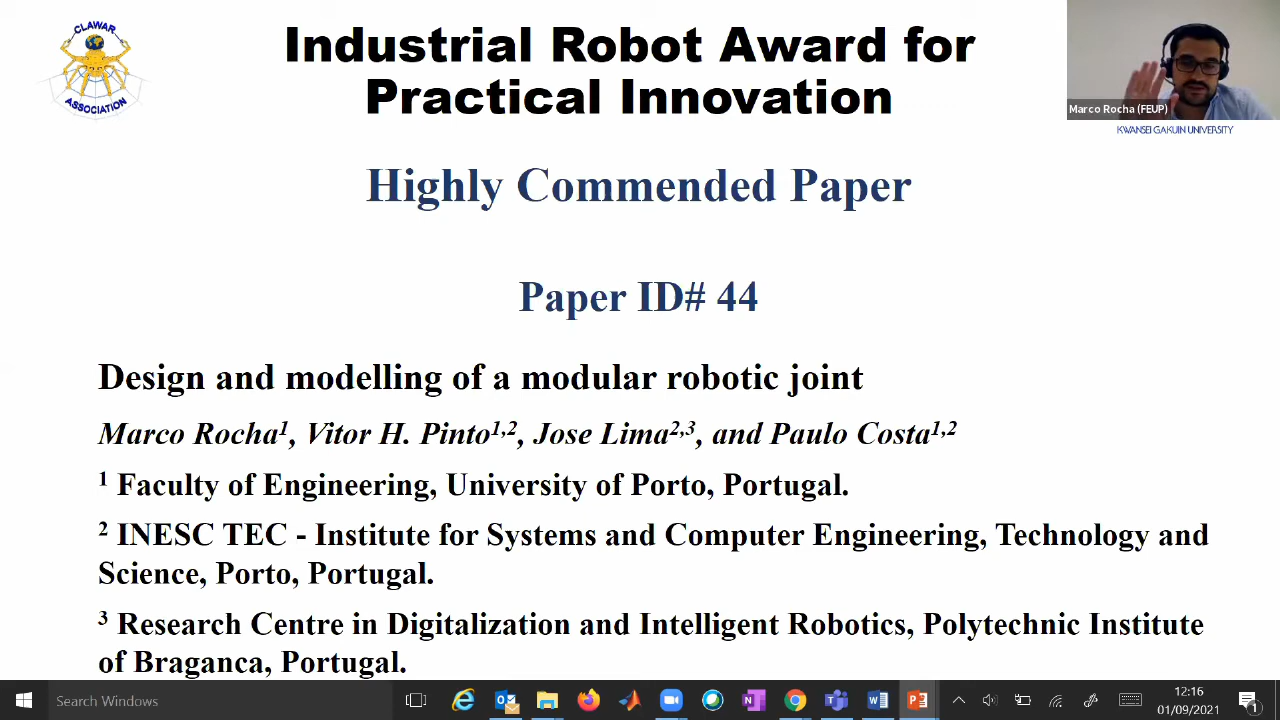 CLAWAR
ASSOCIATION
Industrial Robot Award for
Practical Innovation
Marco Rocha (FEUP)
KWANSEI GAKUIN UNIVERSITY
Highly Commended Paper
Paper ID# 44
Design and modelling of a modular robotic joint
Marco Rocha1, Vitor H. Pinto1,2, Jose Lima2,3, and Paulo Costa1,2
1 Faculty of Engineering, University of Porto, Portugal.
2 INESC TEC - Institute for Systems and Computer Engineering, Technology and
Science, Porto, Portugal.
3 Research Centre in Digitalization and Intelligent Robotics, Polytechnic Institute
of Braganca, Portugal.
Search Windows
12:16
01/09/2021
1